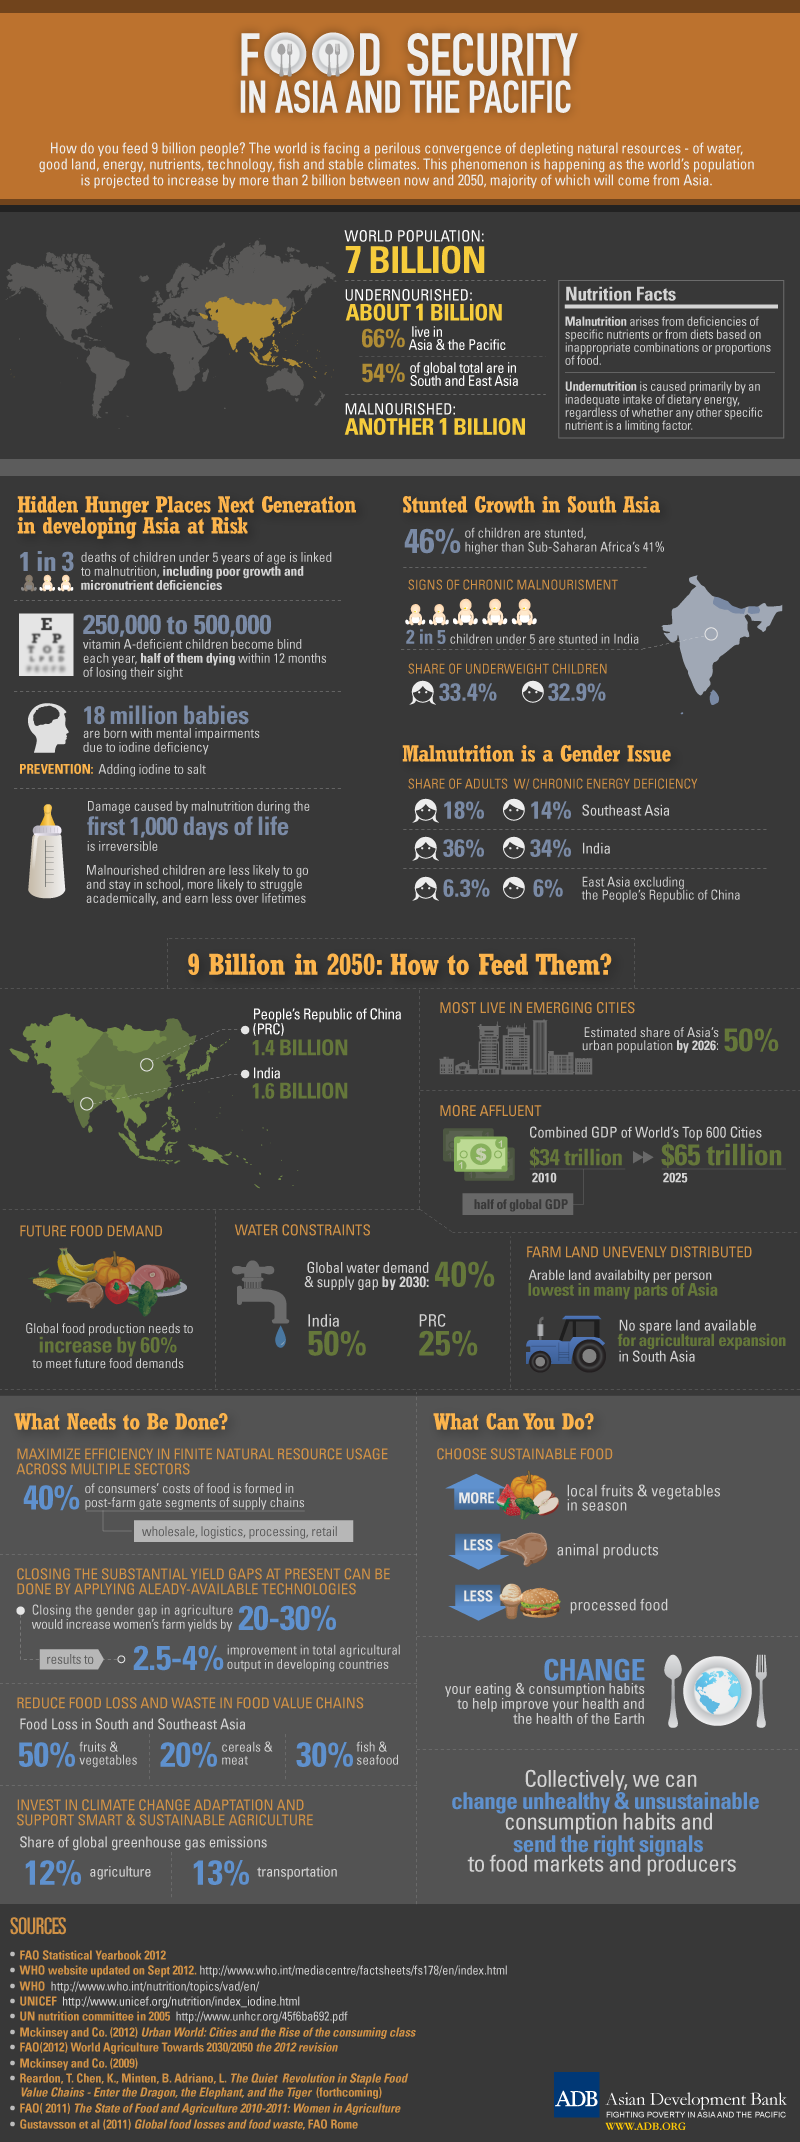 FOOD SECURITY
IN ASIA AND THE PACIFIC
How do you feed 9 billion people? The world is facing a perilous convergence of depleting natural resources - of water,
good land, energy, nutrients, technology, fish and stable climates. This phenomenon is happening as the world's population
is projected to increase by more than 2 billion between now and 2050, majority of which will come from Asia.
WORLD POPULATION:
7 BILLION
UNDERNOURISHED:
ABOUT 1 BILLION
66% live in
Asia & the Pacific
54% of global total are in
South and East Asia
MALNOURISHED:
ANOTHER 1 BILLION
Nutrition Facts
Malnutrition arises from deficiencies of
specific nutrients or from diets based on
inappropriate combinations or proportions
of food.
Undernutrition is caused primarily by an
inadequate intake of dietary energy,
regardless of whether any other specific
nutrient is a limiting factor.
Hidden Hunger Places Next Generation
in developing Asia at Risk
1 in 3 deaths of children under 5 years of age is linked
to malnutrition, including poor growth and
micronutrient deficiencies
E
F P
T O Z
L P E D
250,000 to 500,000
vitamin A-deficient children become blind
each year, half of them dying within 12 months
of losing their sight
18 million babies
are born with mental impairments
due to iodine deficiency
PREVENTION: Adding iodine to salt
Damage caused by malnutrition during the
first 1,000 days of life
is irreversible
Malnourished children are less likely to go
and stay in school, more likely to struggle
academically, and earn less over lifetimes
Stunted Growth in South Asia
46% of children are stunted,
higher than Sub-Saharan Africa's 41%
SIGNS OF CHRONIC MALNOURISMENT
2 in 5 children under 5 are stunted in India
SHARE OF UNDERWEIGHT CHILDREN
33.4% 32.9%
Malnutrition is a Gender Issue
SHARE OF ADULTS W/ CHRONIC ENERGY DEFICIENCY
18% 14% Southeast Asia
36% 34% India
6.3% 6% East Asia excluding
the People's Republic of China
9 Billion in 2050: How to Feed Them?
People's Republic of China
(PRC)
1.4 BILLION
India
1.6 BILLION
MOST LIVE IN EMERGING CITIES
Estimated share of Asia's
urban population by 2026: 50%
MORE AFFLUENT
Combined GDP of World's Top 600 Cities
$34 trillion $65 trillion
2010 2025
half of global GDP
FUTURE FOOD DEMAND
Global food production needs to
increase by 60%
to meet future food demands
WATER CONSTRAINTS
Global water demand
& supply gap by 2030: 40%
India PRC
50% 25%
FARM LAND UNEVENLY DISTRIBUTED
Arable land availabilty per person
lowest in many parts of Asia
No spare land available
for agricultural expansion
in South Asia
What Needs to Be Done?
MAXIMIZE EFFICIENCY IN FINITE NATURAL RESOURCE USAGE
ACROSS MULTIPLE SECTORS
40% of consumers' costs of food is formed in
post-farm gate segments of supply chains
wholesale, logistics, processing, retail
CLOSING THE SUBSTANTIAL YIELD GAPS AT PRESENT CAN BE
DONE BY APPLYING ALEADY-AVAILABLE TECHNOLOGIES
Closing the gender gap in agriculture
would increase women's farm yields by 20-30%
results to 2.5-4% improvement in total agricultural
output in developing countries
REDUCE FOOD LOSS AND WASTE IN FOOD VALUE CHAINS
Food Loss in South and Southeast Asia
50% fruits &
vegetables
20% cereals &
meat
30% fish &
seafood
INVEST IN CLIMATE CHANGE ADAPTATION AND
SUPPORT SMART & SUSTAINABLE AGRICULTURE
Share of global greenhouse gas emissions
12% agriculture 13% transportation
What Can You Do?
CHOOSE SUSTAINABLE FOOD
MORE local fruits & vegetables
in season
LESS animal products
LESS processed food
CHANGE
your eating & consumption habits
to help improve your health and
the health of the Earth
Collectively, we can
change unhealthy & unsustainable
consumption habits and
send the right signals
to food markets and producers
SOURCES
• FAO Statistical Yearbook 2012
• WHO website updated on Sept 2012. http://www.who.int/mediacentre/factsheets/fs178/en/index.html
• WHO http://www.who.int/nutrition/topics/vad/en/
• UNICEF http://www.unicef.org/nutrition/index_iodine.html
• UN nutrition committee in 2005 http://www.unhcr.org/45f6ba692.pdf
• Mckinsey and Co. (2012) Urban World: Cities and the Rise of the consuming class
• FAO(2012) World Agriculture Towards 2030/2050 the 2012 revision
• Mckinsey and Co. (2009)
• Reardon, T. Chen, K., Minten, B. Adriano, L. The Quiet Revolution in Staple Food
Value Chains - Enter the Dragon, the Elephant, and the Tiger (forthcoming)
• FAO( 2011) The State of Food and Agriculture 2010-2011: Women in Agriculture
• Gustavsson et al (2011) Global food losses and food waste, FAO Rome
ADB Asian Development Bank
FIGHTING POVERTY IN ASIA AND THE PACIFIC
WWW.ADB.ORG